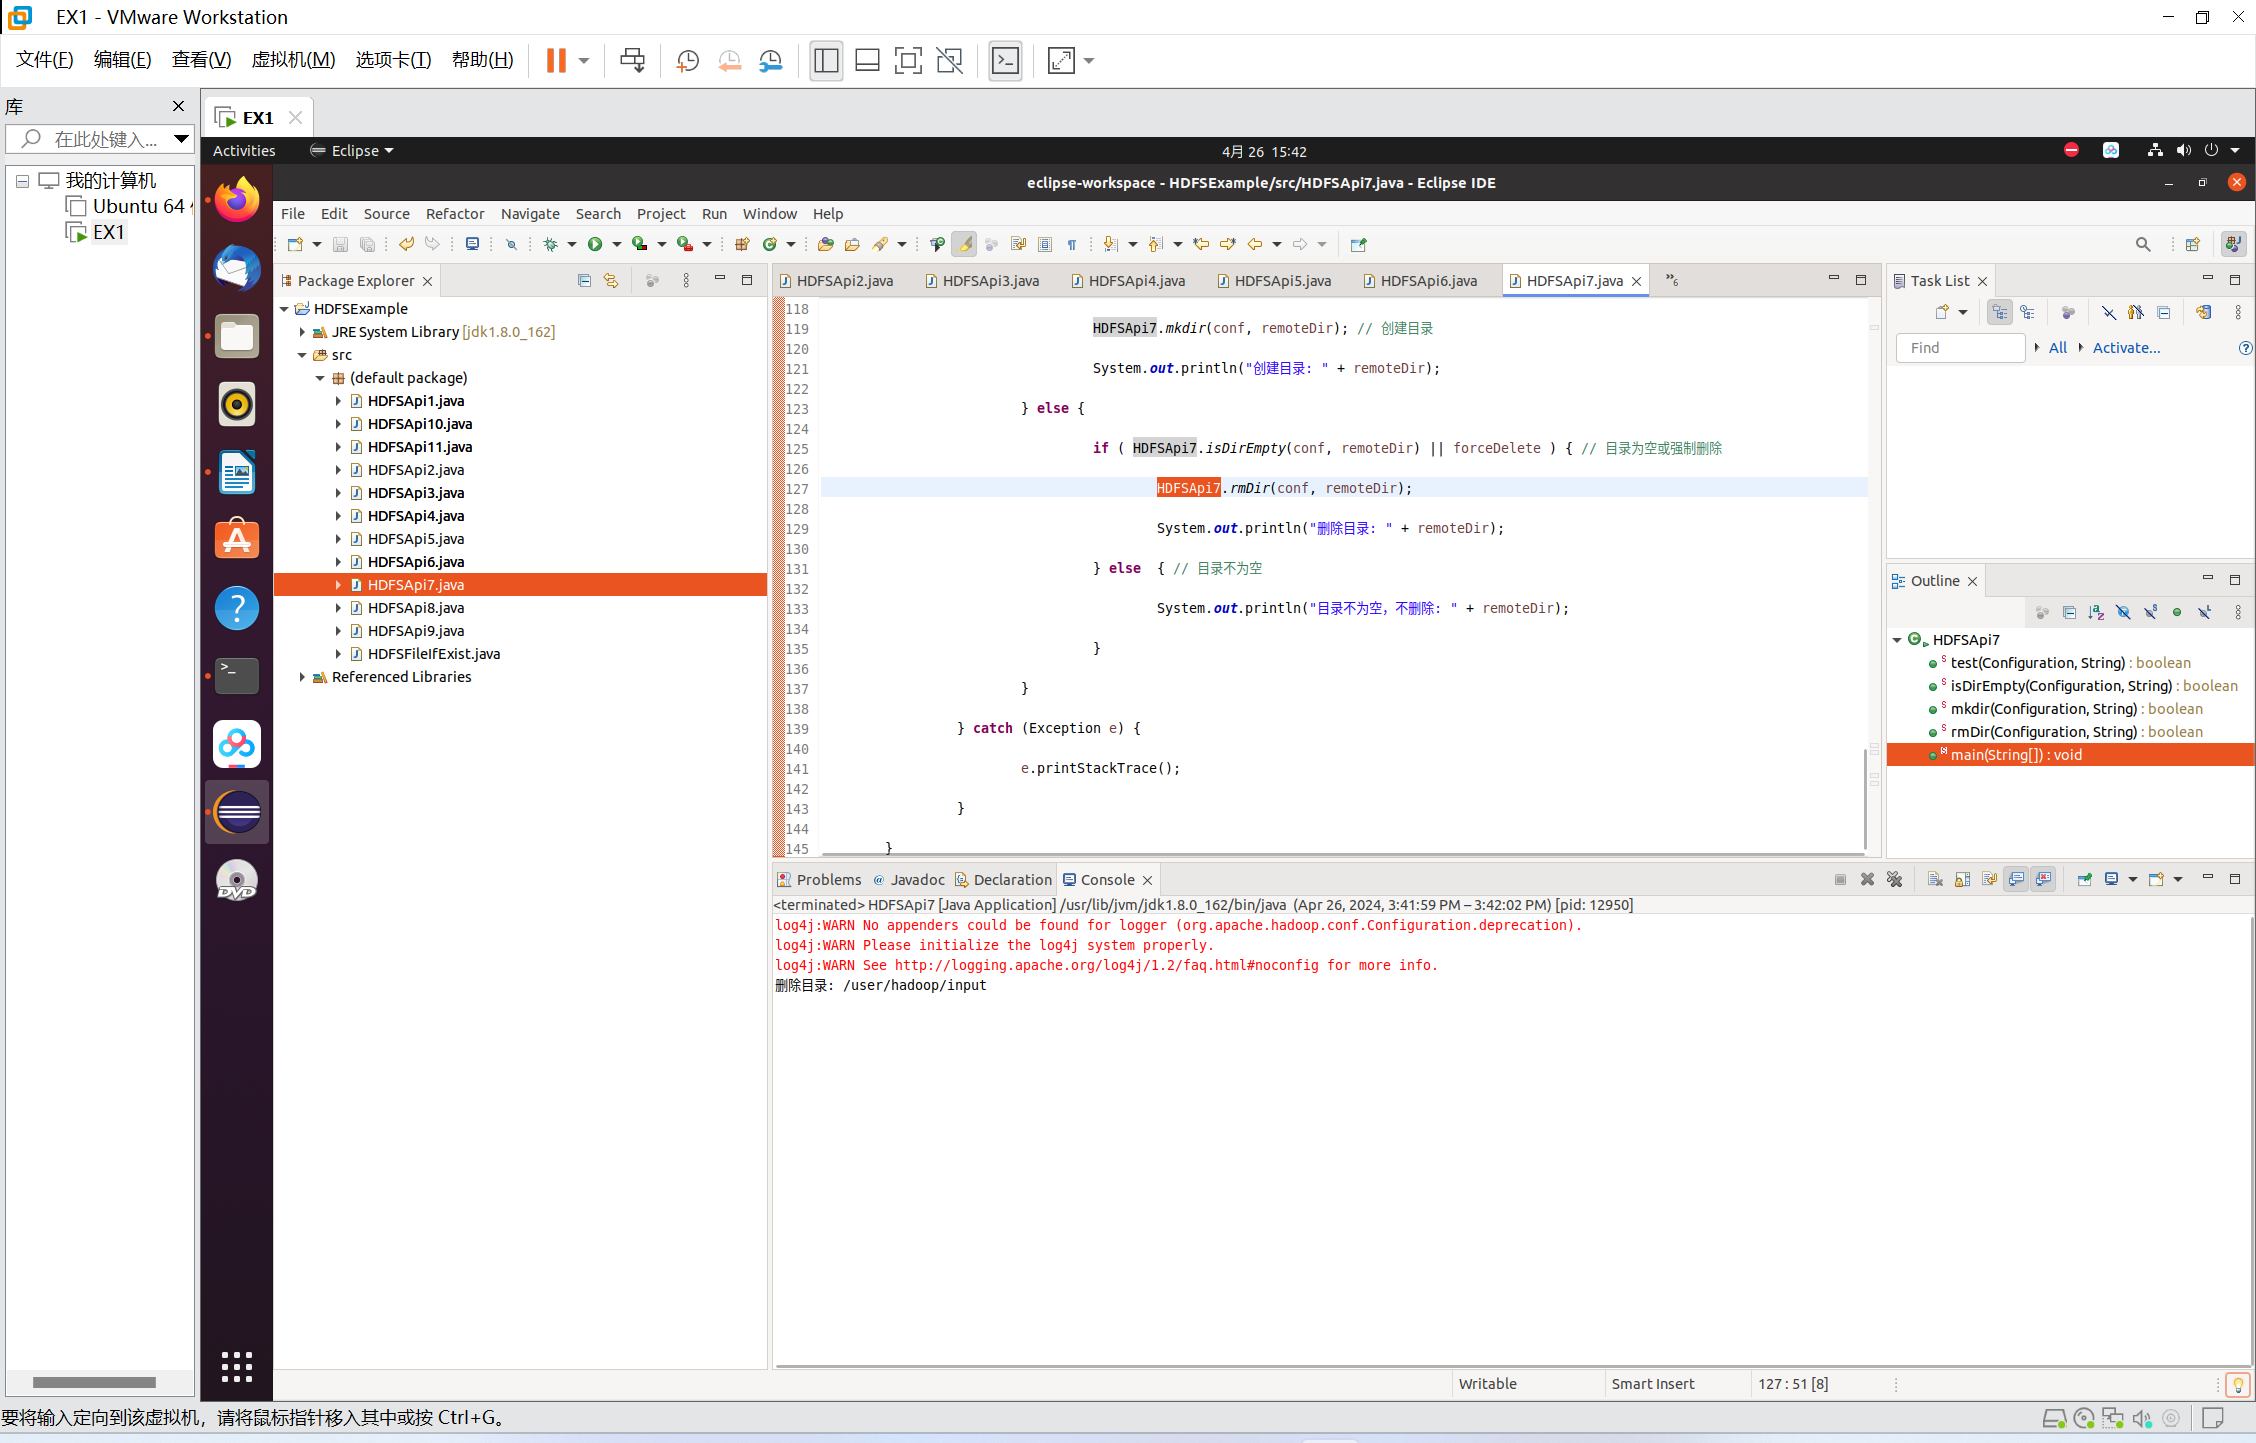 EX1 - VMware Workstation
文件(F) 编辑(E) 查看(V) 虚拟机(M) 选项卡(T) 帮助(H)
库
在此处键入...
我的计算机
Ubuntu 64
EX1
EX1
Activities Eclipse 4月 26 15:42
eclipse-workspace - HDFSExample/src/HDFSApi7.java - Eclipse IDE
File Edit Source Refactor Navigate Search Project Run Window Help
Package Explorer
HDFSExample
JRE System Library [jdk1.8.0_162]
src
(default package)
HDFSApi1.java
HDFSApi10.java
HDFSApi11.java
HDFSApi2.java
HDFSApi3.java
HDFSApi4.java
HDFSApi5.java
HDFSApi6.java
HDFSApi7.java
HDFSApi8.java
HDFSApi9.java
HDFSFileIfExist.java
Referenced Libraries
HDFSApi2.java HDFSApi3.java HDFSApi4.java HDFSApi5.java HDFSApi6.java HDFSApi7.java »6
118
119 HDFSApi7.mkdir(conf, remoteDir); // 创建目录
120
121 System.out.println("创建目录: " + remoteDir);
122
123 } else {
124
125 if ( HDFSApi7.isDirEmpty(conf, remoteDir) || forceDelete ) { // 目录为空或强制删除
126
127 HDFSApi7.rmDir(conf, remoteDir);
128
129 System.out.println("删除目录: " + remoteDir);
130
131 } else { // 目录不为空
132
133 System.out.println("目录不为空，不删除: " + remoteDir);
134
135 }
136
137 }
138
139 } catch (Exception e) {
140
141 e.printStackTrace();
142
143 }
144
145 }
Task List
Find All Activate...
Outline
HDFSApi7
test(Configuration, String) : boolean
isDirEmpty(Configuration, String) : boolean
mkdir(Configuration, String) : boolean
rmDir(Configuration, String) : boolean
main(String[]) : void
Problems Javadoc Declaration Console
<terminated> HDFSApi7 [Java Application] /usr/lib/jvm/jdk1.8.0_162/bin/java (Apr 26, 2024, 3:41:59 PM – 3:42:02 PM) [pid: 12950]
log4j:WARN No appenders could be found for logger (org.apache.hadoop.conf.Configuration.deprecation).
log4j:WARN Please initialize the log4j system properly.
log4j:WARN See http://logging.apache.org/log4j/1.2/faq.html#noconfig for more info.
删除目录: /user/hadoop/input
Writable Smart Insert 127 : 51 [8]
要将输入定向到该虚拟机，请将鼠标指针移入其中或按 Ctrl+G。